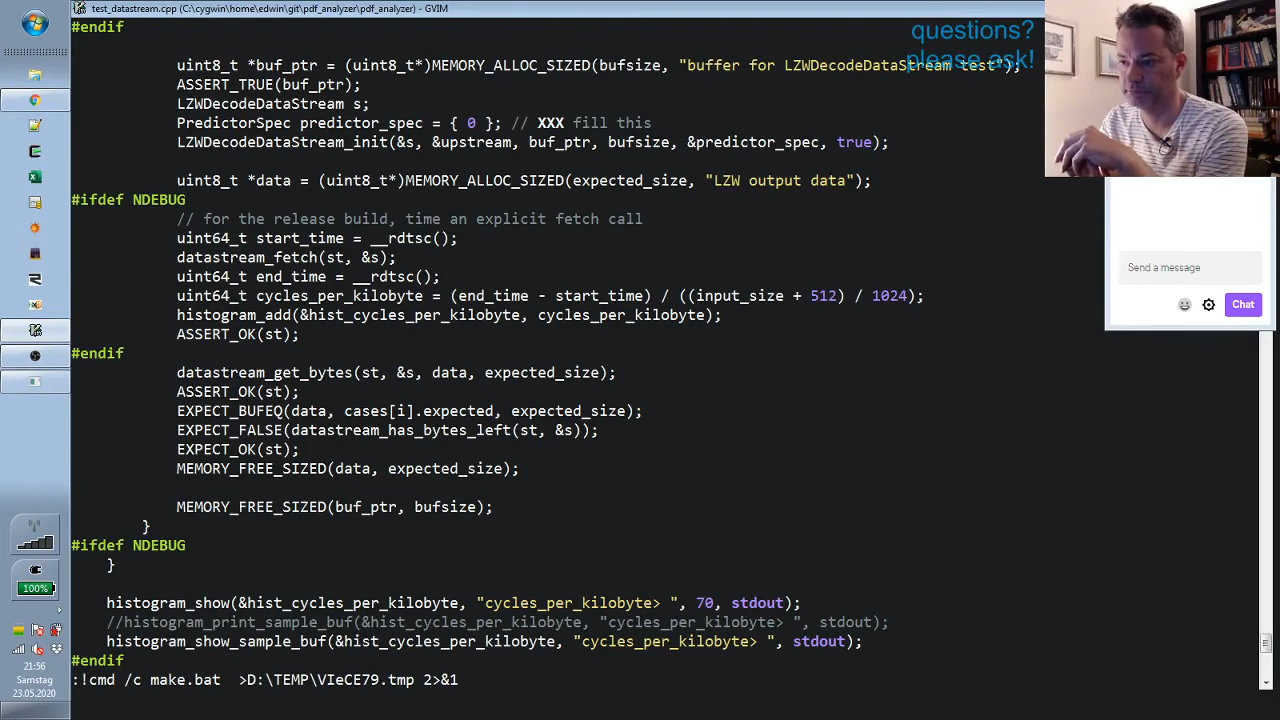 test_datastream.cpp (C:\cygwin\home\edwin\git\pdf_analyzer\pdf_analyzer) - GVIM
#endif
questions?
please ask!
uint8_t *buf_ptr = (uint8_t*)MEMORY_ALLOC_SIZED(bufsize, "buffer for LZWDecodeDataStream test");
ASSERT_TRUE(buf_ptr);
LZWDecodeDataStream s;
PredictorSpec predictor_spec = { 0 }; // XXX fill this
LZWDecodeDataStream_init(&s, &upstream, buf_ptr, bufsize, &predictor_spec, true);
uint8_t *data = (uint8_t*)MEMORY_ALLOC_SIZED(expected_size, "LZW output data");
#ifdef NDEBUG
// for the release build, time an explicit fetch call
uint64_t start_time = __rdtsc();
datastream_fetch(st, &s);
uint64_t end_time = __rdtsc();
uint64_t cycles_per_kilobyte = (end_time - start_time) / ((input_size + 512) / 1024);
histogram_add(&hist_cycles_per_kilobyte, cycles_per_kilobyte);
ASSERT_OK(st);
#endif
datastream_get_bytes(st, &s, data, expected_size);
ASSERT_OK(st);
EXPECT_BUFEQ(data, cases[i].expected, expected_size);
EXPECT_FALSE(datastream_has_bytes_left(st, &s));
EXPECT_OK(st);
MEMORY_FREE_SIZED(data, expected_size);
MEMORY_FREE_SIZED(buf_ptr, bufsize);
}
#ifdef NDEBUG
}
histogram_show(&hist_cycles_per_kilobyte, "cycles_per_kilobyte> ", 70, stdout);
//histogram_print_sample_buf(&hist_cycles_per_kilobyte, "cycles_per_kilobyte> ", stdout);
histogram_show_sample_buf(&hist_cycles_per_kilobyte, "cycles_per_kilobyte> ", stdout);
#endif
:!cmd /c make.bat  >D:\TEMP\VIeCE79.tmp 2>&1
Send a message
Chat
100%
21:56
Samstag
23.05.2020